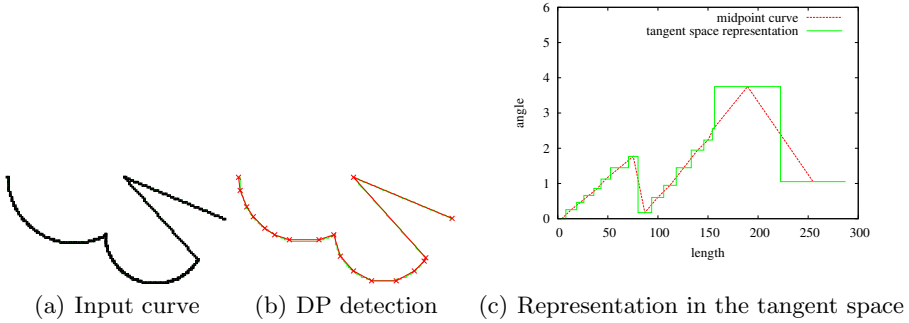 midpoint curve
tangent space representation
6
5
4
3
2
1
0
angle
0 50 100 150 200 250 300
length
(a) Input curve (b) DP detection (c) Representation in the tangent space